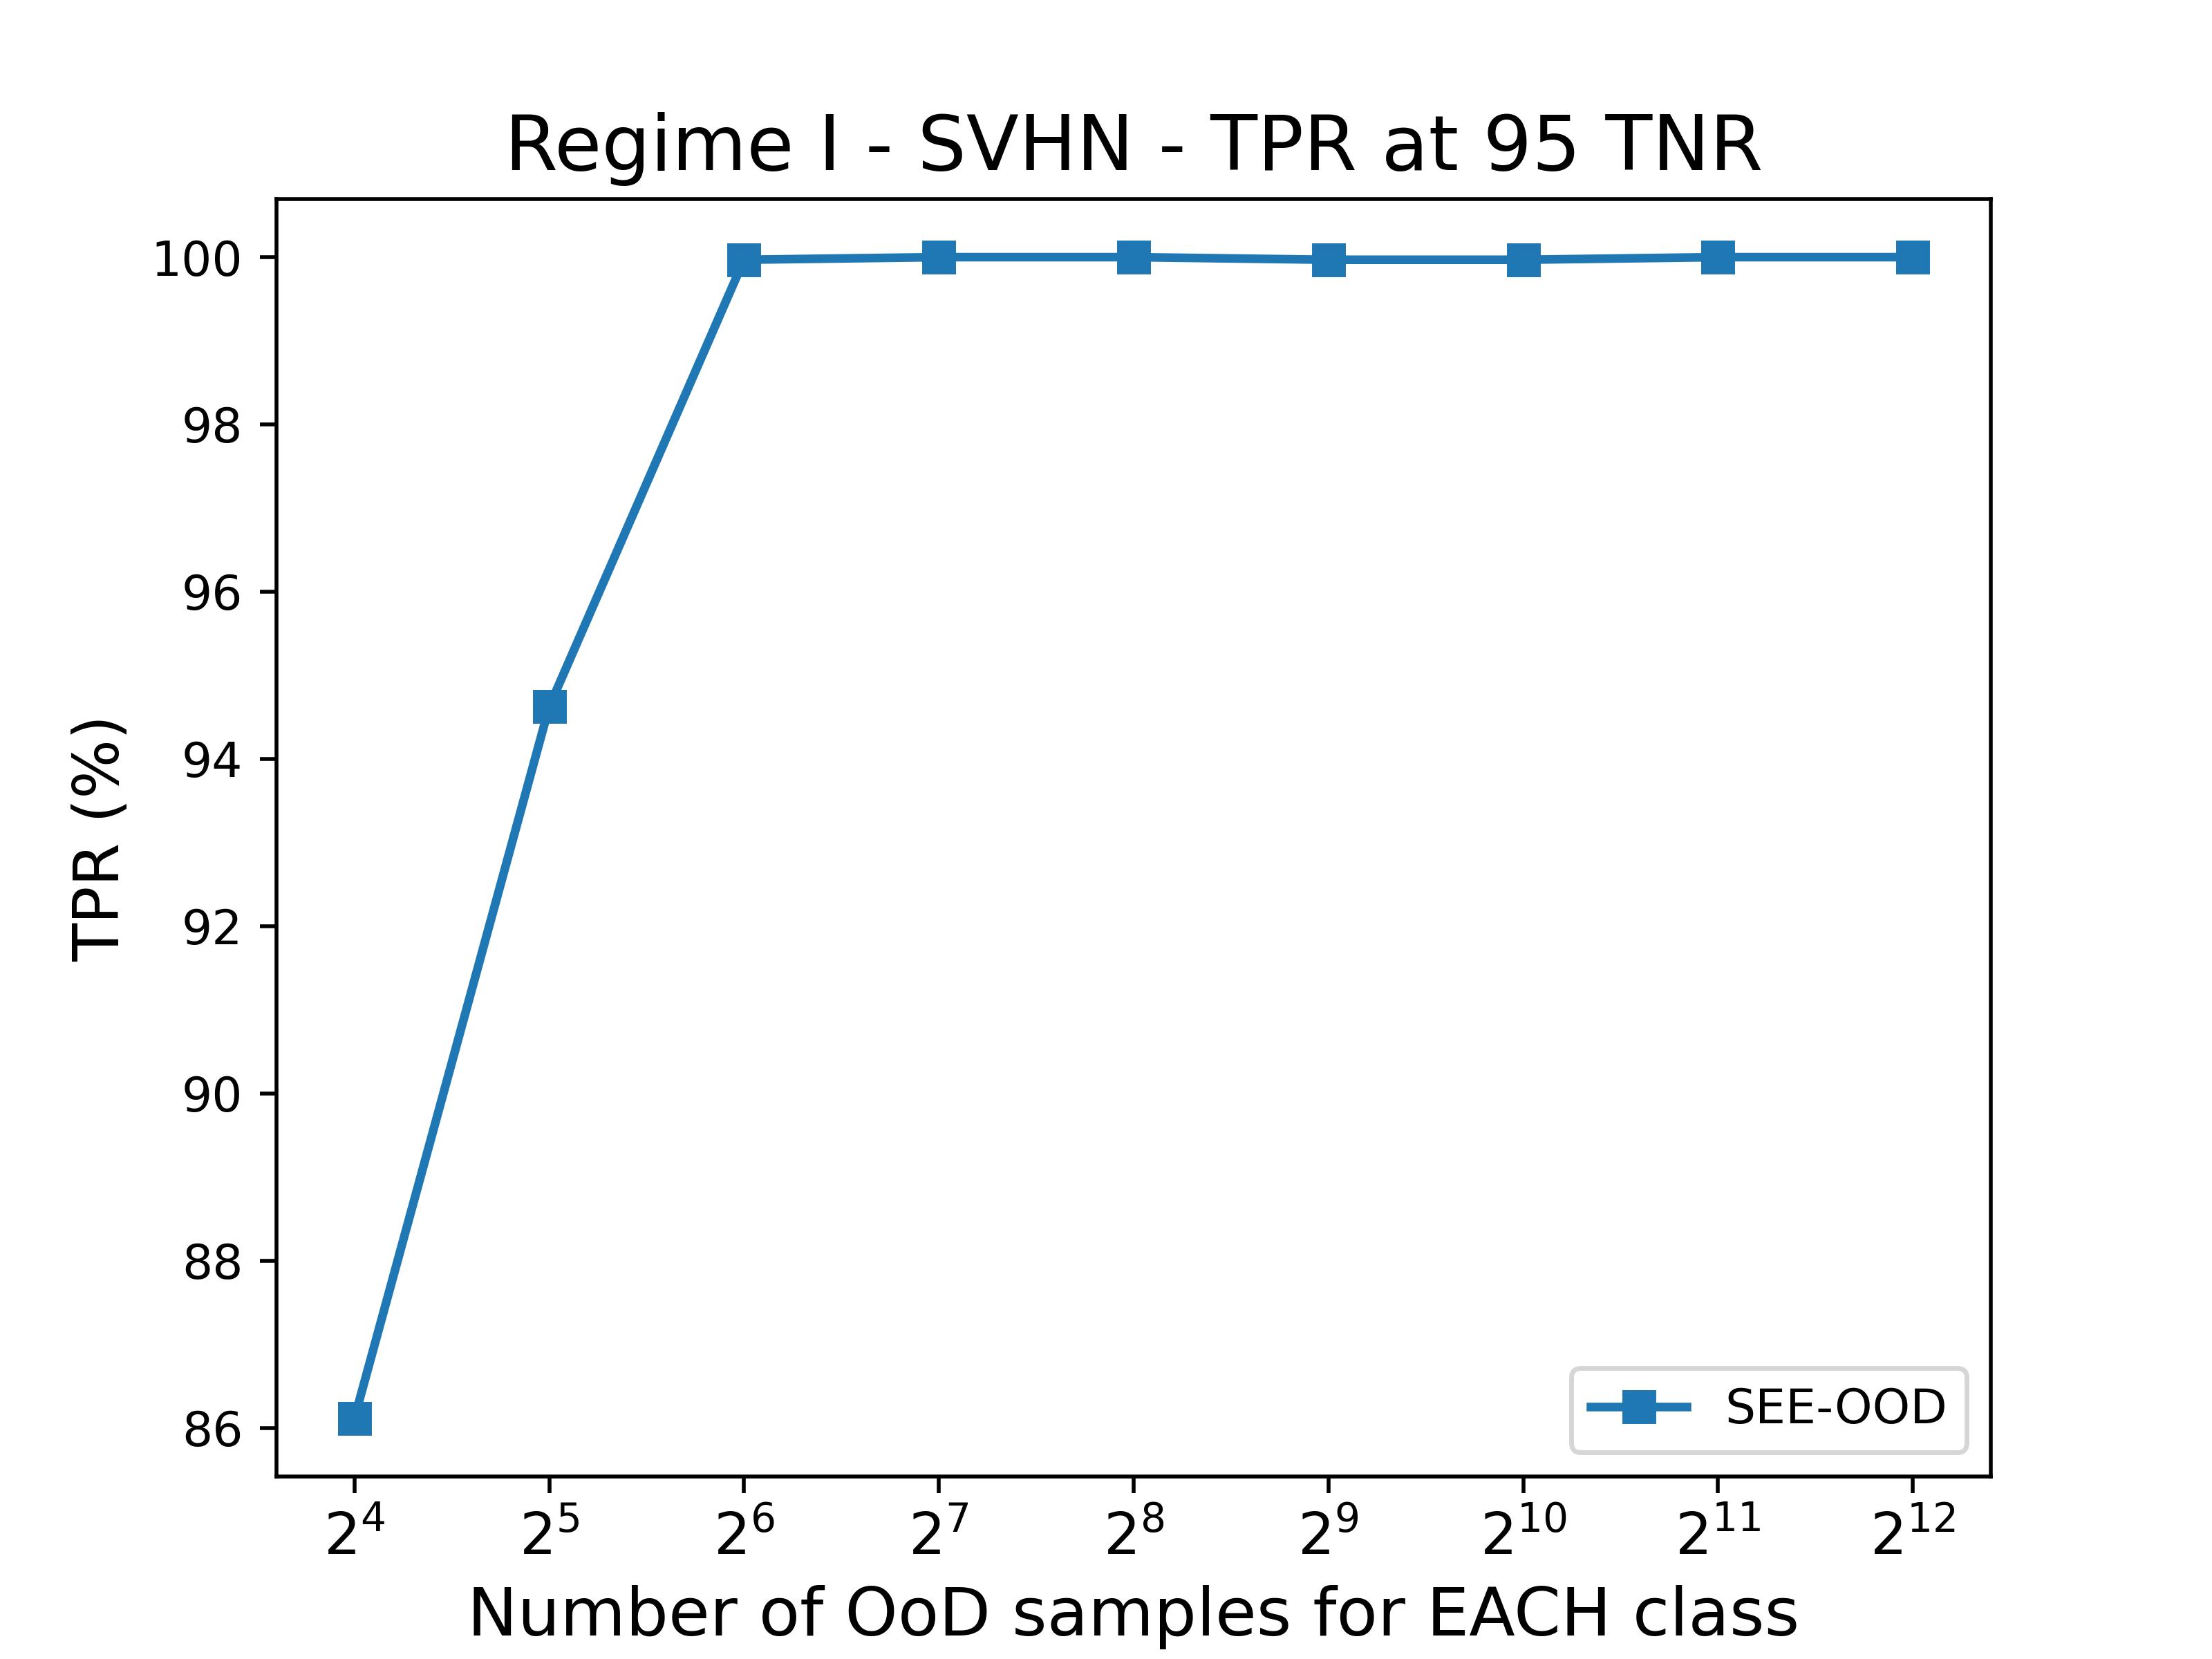 Regime I - SVHN - TPR at 95 TNR
TPR (%)
100
98
96
94
92
90
88
86
SEE-OOD
2^4 2^5 2^6 2^7 2^8 2^9 2^10 2^11 2^12
Number of OoD samples for EACH class